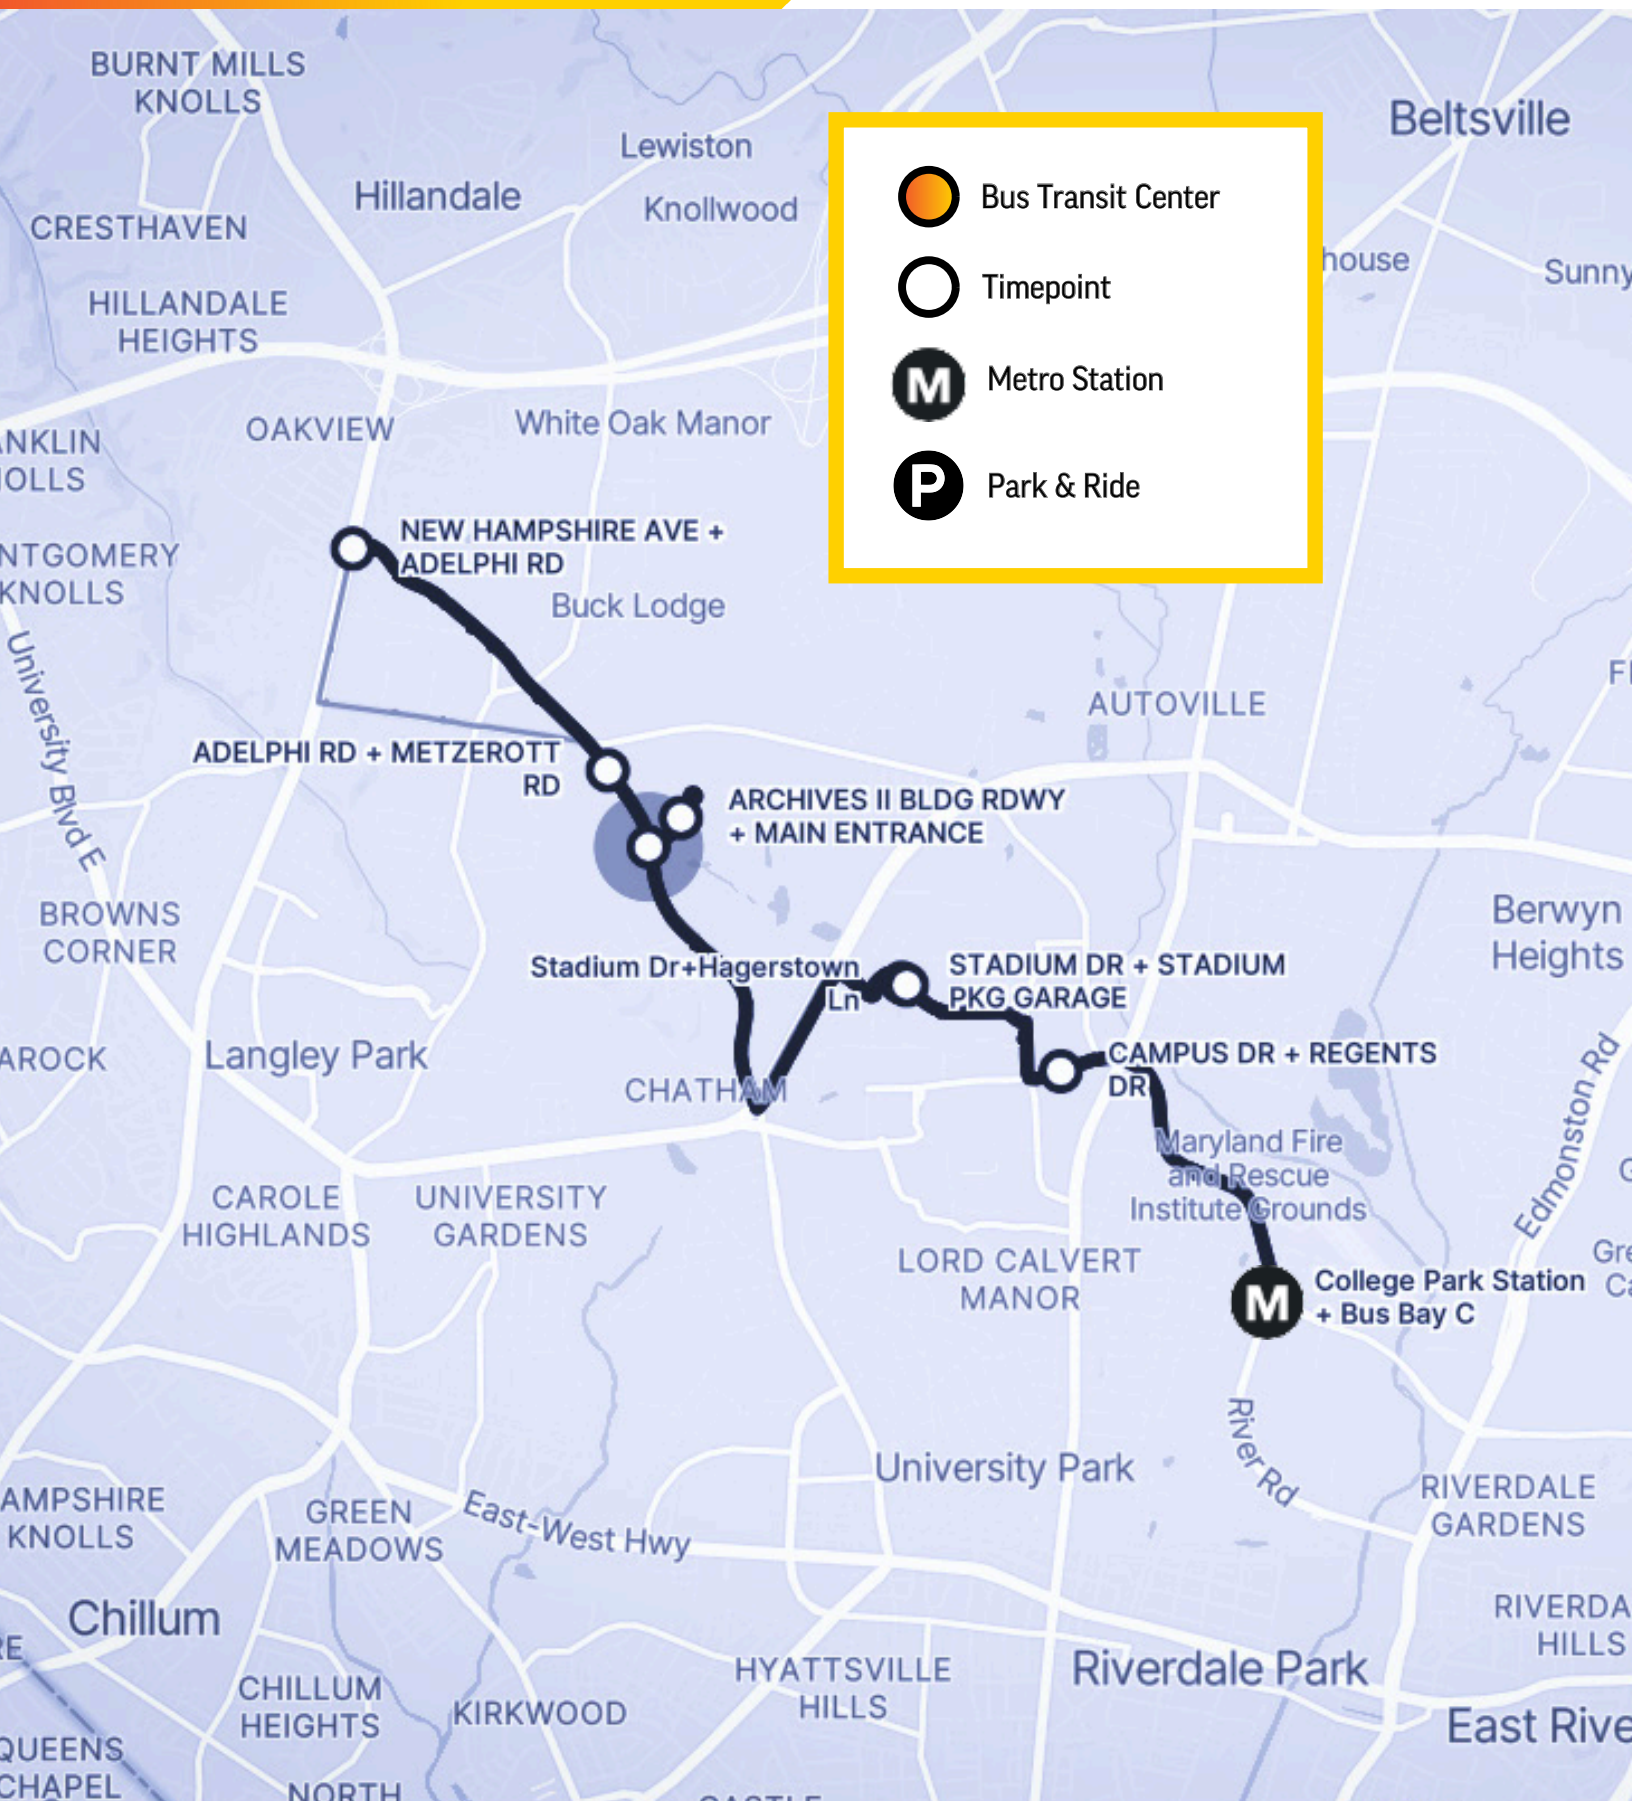 BURNT MILLS
KNOLLS
Lewiston
Beltsville
Hillandale
Knollwood
CRESTHAVEN
Bus Transit Center
Timepoint
Metro Station
Park & Ride
house
Sunny
HILLANDALE
HEIGHTS
OAKVIEW
White Oak Manor
NKLIN
OLLS
NEW HAMPSHIRE AVE +
ADELPHI RD
NTGOMERY
KNOLLS
Buck Lodge
University Blvd E
AUTOVILLE
ADELPHI RD + METZEROTT
RD
ARCHIVES II BLDG RDWY
+ MAIN ENTRANCE
BROWNS
CORNER
Berwyn
Heights
Stadium Dr+Hagerstown
Ln
STADIUM DR + STADIUM
PKG GARAGE
AROCK
Langley Park
CHATHAM
CAMPUS DR + REGENTS
DR
Edmonston Rd
Maryland Fire
and Rescue
Institute Grounds
CAROLE
HIGHLANDS
UNIVERSITY
GARDENS
LORD CALVERT
MANOR
College Park Station
+ Bus Bay C
Gre
River Rd
University Park
AMPSHIRE
KNOLLS
GREEN
MEADOWS
East-West Hwy
RIVERDALE
GARDENS
Chillum
RIVERDA
HILLS
RE
HYATTSVILLE
HILLS
Riverdale Park
CHILLUM
HEIGHTS
KIRKWOOD
East Rive
QUEENS
CHAPEL
NORTH